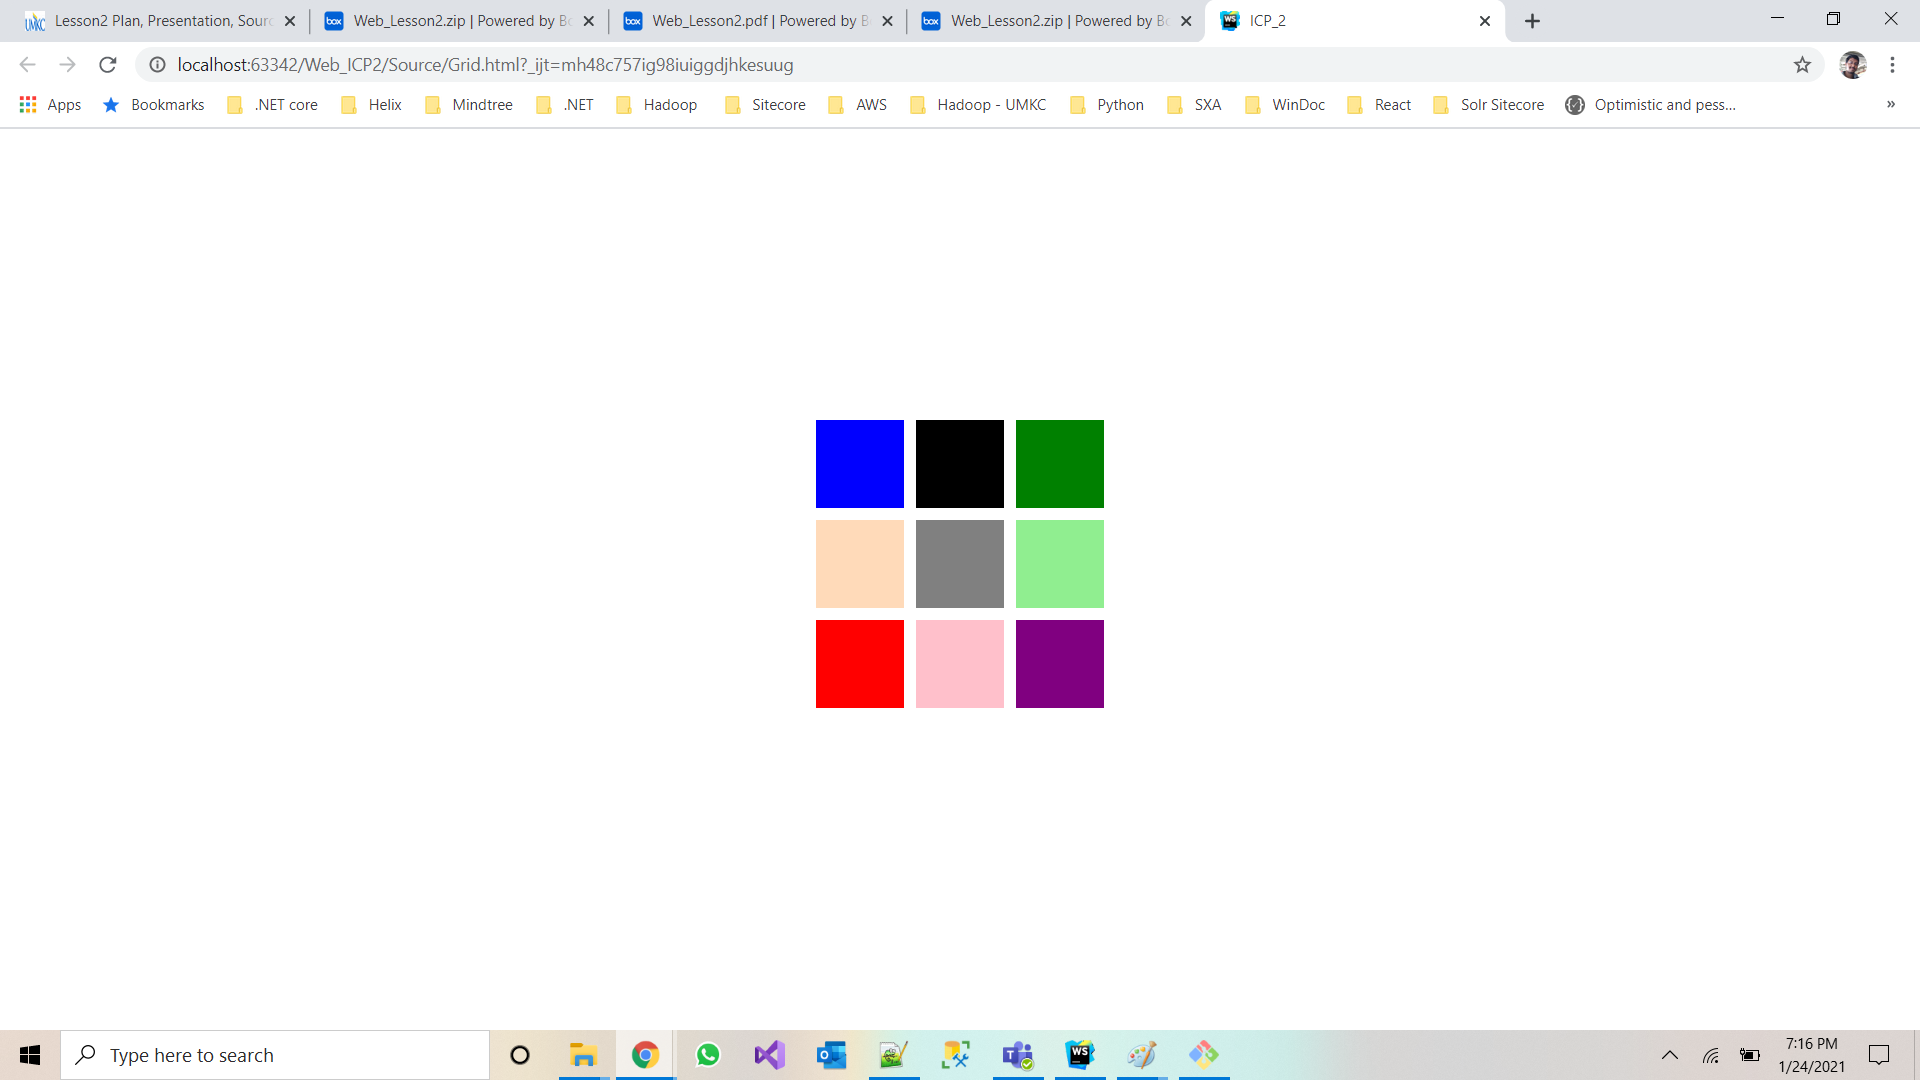 Lesson2 Plan, Presentation, Sourc
Web_Lesson2.zip | Powered by Bo
Web_Lesson2.pdf | Powered by B
Web_Lesson2.zip | Powered by Bo
ICP_2
localhost:63342/Web_ICP2/Source/Grid.html?_ijt=mh48c757ig98iuiggdjhkesuug
Apps Bookmarks .NET core Helix Mindtree .NET Hadoop Sitecore AWS Hadoop - UMKC Python SXA WinDoc React Solr Sitecore Optimistic and pess... »
Type here to search
7:16 PM
1/24/2021